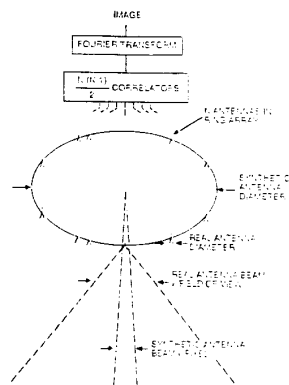 IMAGE
FOURIER TRANSFORM
N(N-1)
2
CORRELATORS
N ANTENNAS IN
RING ARRAY
SYNTHETIC
ANTENNA
DIAMETER
REAL ANTENNA
DIAMETER
REAL ANTENNA BEAM
FIELD OF VIEW
SYNTHETIC ANTENNA
BEAM PIXEL